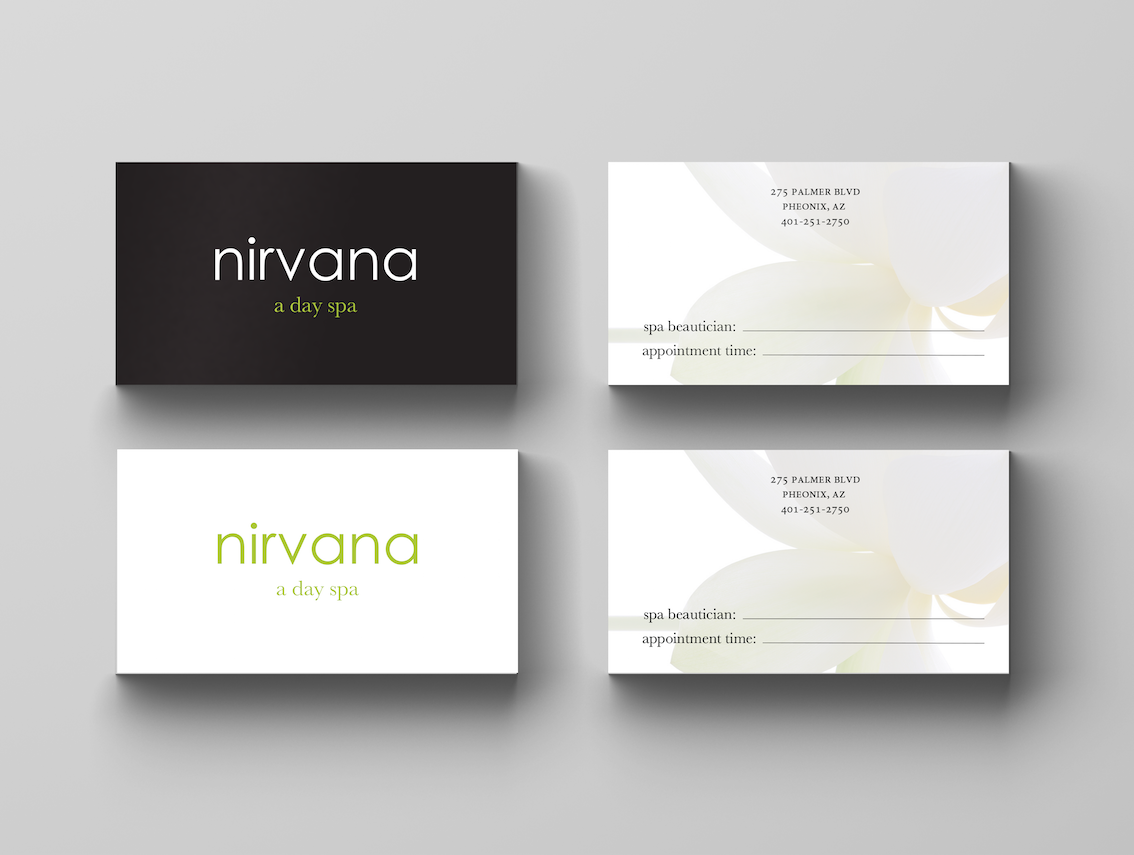 nirvana
a day spa
275 PALMER BLVD
PHEONIX, AZ
401-251-2750
spa beautician:
appointment time:
nirvana
a day spa
275 PALMER BLVD
PHEONIX, AZ
401-251-2750
spa beautician:
appointment time: